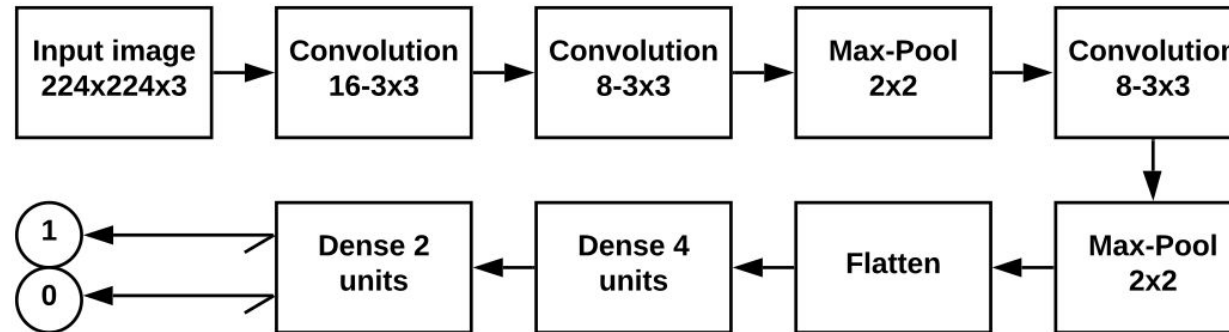 Input image
224x224x3
Convolution
16-3x3
Convolution
8-3x3
Max-Pool
2x2
Convolution
8-3x3
Max-Pool
2x2
Flatten
Dense 4
units
Dense 2
units
1
0